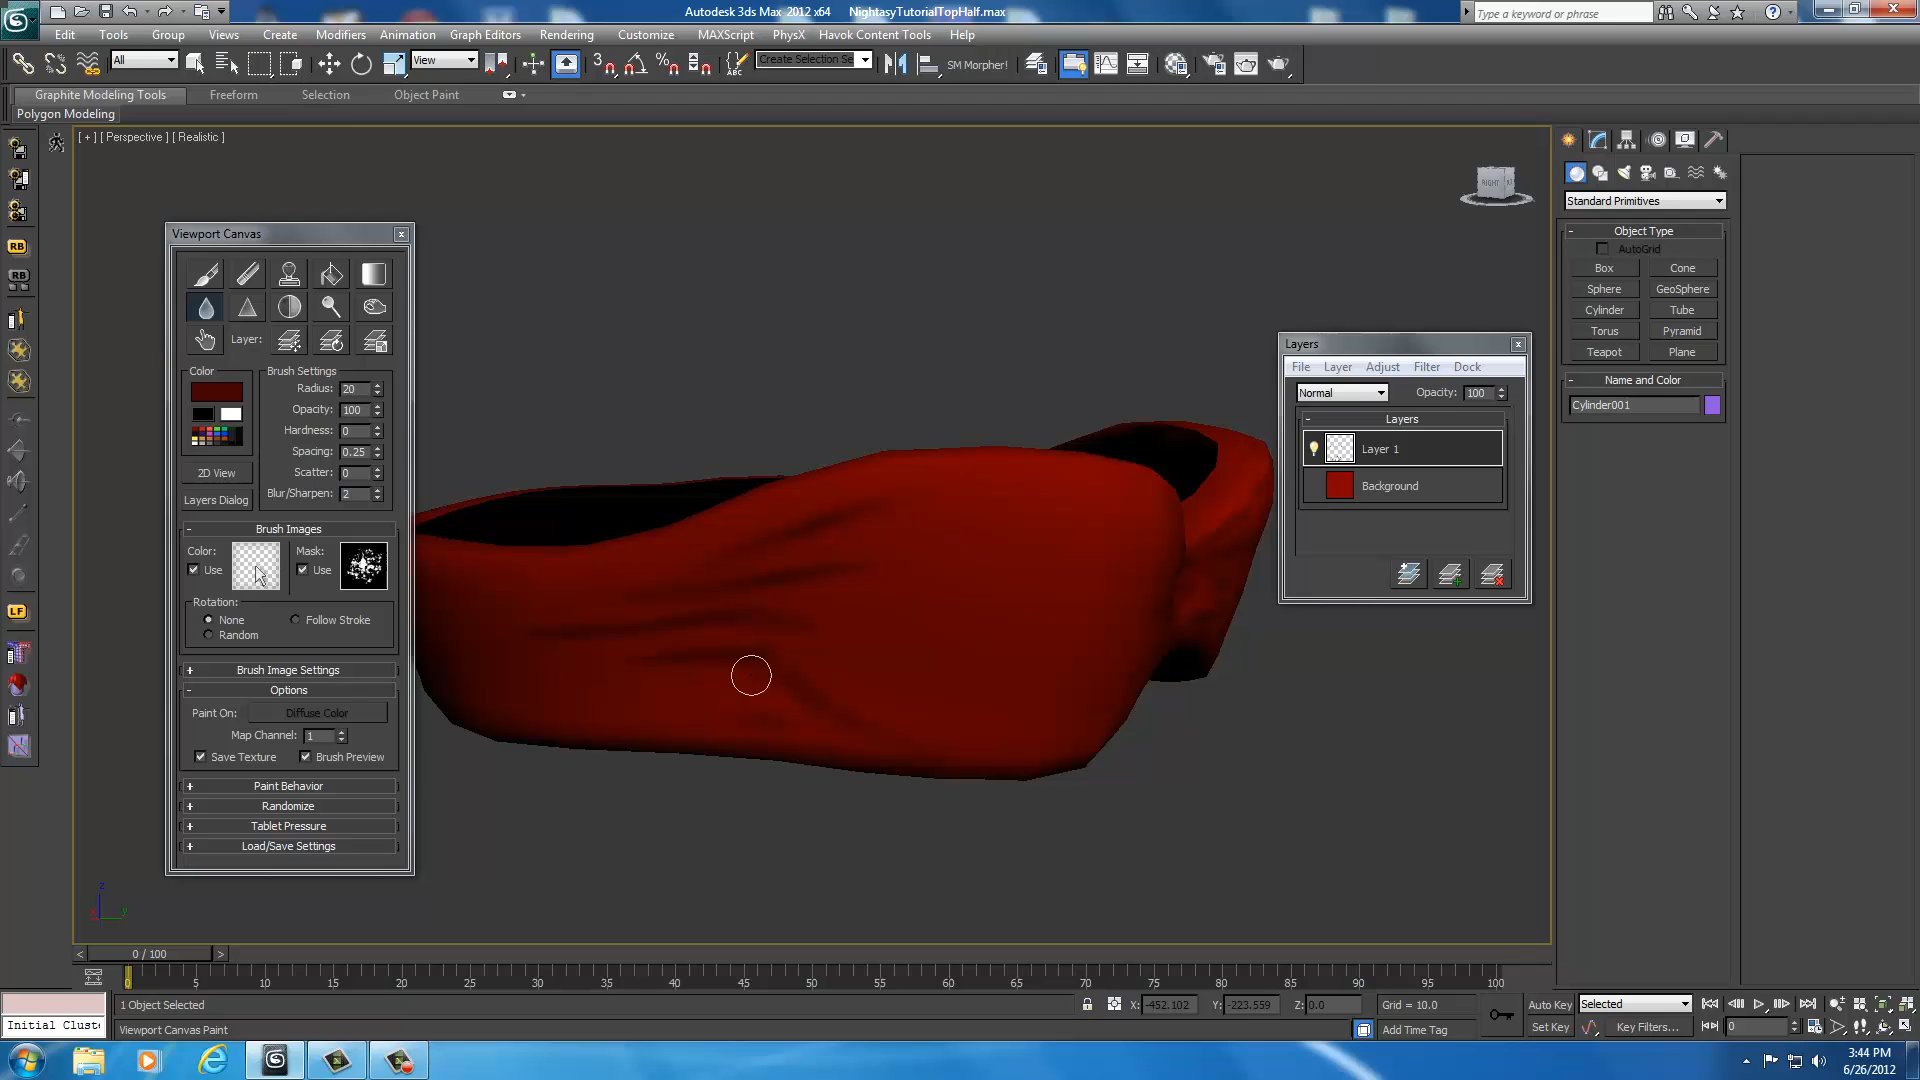 Autodesk 3ds Max 2012 x64 NightasyTutorialTopHalf.max
Type a keyword or phrase
Edit Tools Group Views Create Modifiers Animation Graph Editors Rendering Customize MAXScript PhysX Havok Content Tools Help
All View 3 ABC Create Selection Se SM Morpher!
Graphite Modeling Tools Freeform Selection Object Paint
Polygon Modeling
[ + ] [ Perspective ] [ Realistic ]
RIGHT
Standard Primitives
Object Type
AutoGrid
Box Cone
Sphere GeoSphere
Cylinder Tube
Torus Pyramid
Teapot Plane
Name and Color
Cylinder001
RB
RB
LF
Viewport Canvas
Layer:
Color Brush Settings
Radius: 20
Opacity: 100
Hardness: 0
Spacing: 0.25
2D View Scatter: 0
Layers Dialog Blur/Sharpen: 2
Brush Images
Color: Mask:
Use Use
Rotation:
None Follow Stroke
Random
Brush Image Settings
Options
Paint On: Diffuse Color
Map Channel: 1
Save Texture Brush Preview
Paint Behavior
Randomize
Tablet Pressure
Load/Save Settings
Layers
File Layer Adjust Filter Dock
Normal Opacity: 100
Layers
Layer 1
Background
z
y
0 / 100
0 5 10 15 20 25 30 35 40 45 50 55 60 65 70 75 80 85 90 95 100
1 Object Selected X: -452.102 Y: -223.559 Z: 0.0 Grid = 10.0 Auto Key Selected
Initial Cluste Viewport Canvas Paint Add Time Tag Set Key Key Filters... 0
3:44 PM
6/26/2012